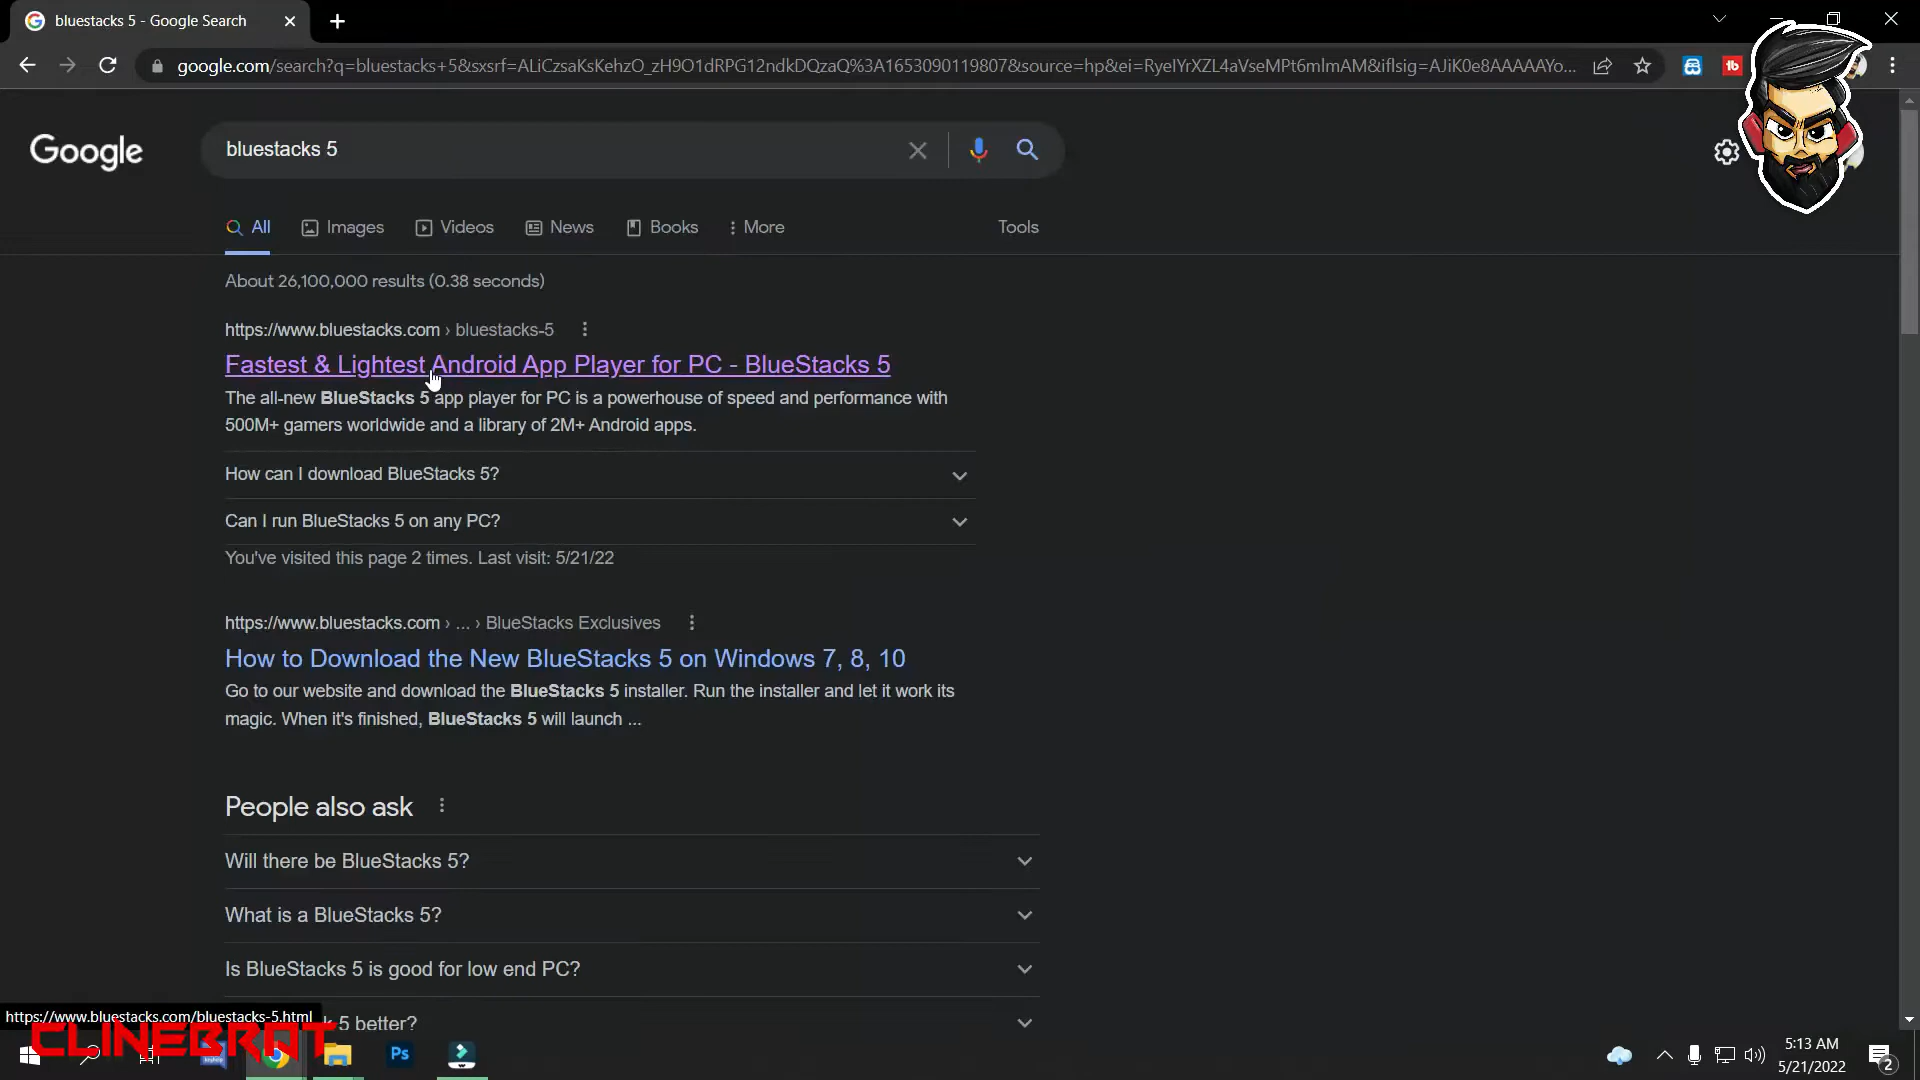 bluestacks 5 - Google Search
google.com/search?q=bluestacks+5&sxsrf=ALiCzsaKsKehzO_zH9O1dRPG12ndkDQzaQ%3A1653090119807&source=hp&ei=RyelYrXZL4aVseMPt6mlmAM&iflsig=AJiK0e8AAAAAYo...
Google
bluestacks 5
All
Images
Videos
News
Books
More
Tools
About 26,100,000 results (0.38 seconds)
https://www.bluestacks.com › bluestacks-5
Fastest & Lightest Android App Player for PC - BlueStacks 5
The all-new BlueStacks 5 app player for PC is a powerhouse of speed and performance with
500M+ gamers worldwide and a library of 2M+ Android apps.
How can I download BlueStacks 5?
Can I run BlueStacks 5 on any PC?
You've visited this page 2 times. Last visit: 5/21/22
https://www.bluestacks.com › ... › BlueStacks Exclusives
How to Download the New BlueStacks 5 on Windows 7, 8, 10
Go to our website and download the BlueStacks 5 installer. Run the installer and let it work its
magic. When it's finished, BlueStacks 5 will launch ...
People also ask
Will there be BlueStacks 5?
What is a BlueStacks 5?
Is BlueStacks 5 is good for low end PC?
5 better?
https://www.bluestacks.com/bluestacks-5.html
CLINEBRAT
Ps
5:13 AM
5/21/2022
2